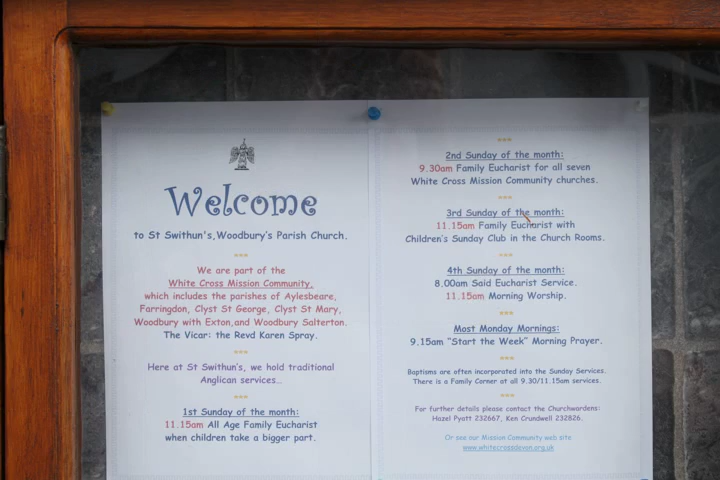 Welcome
to St Swithun's,Woodbury's Parish Church.
***
We are part of the
White Cross Mission Community,
which includes the parishes of Aylesbeare,
Farringdon, Clyst St George, Clyst St Mary,
Woodbury with Exton,and Woodbury Salterton.
The Vicar: the Revd Karen Spray.
***
Here at St Swithun's, we hold traditional
Anglican services…
***
1st Sunday of the month:
11.15am All Age Family Eucharist
when children take a bigger part.
***
2nd Sunday of the month:
9.30am Family Eucharist for all seven
White Cross Mission Community churches.
***
3rd Sunday of the month:
11.15am Family Eucharist with
Children's Sunday Club in the Church Rooms.
***
4th Sunday of the month:
8.00am Said Eucharist Service.
11.15am Morning Worship.
***
Most Monday Mornings:
9.15am "Start the Week" Morning Prayer.
***
Baptisms are often incorporated into the Sunday Services.
There is a Family Corner at all 9.30/11.15am services.
***
For further details please contact the Churchwardens:
Hazel Pyatt 232667, Ken Crundwell 232826.
Or see our Mission Community web site
www.whitecrossdevon.org.uk